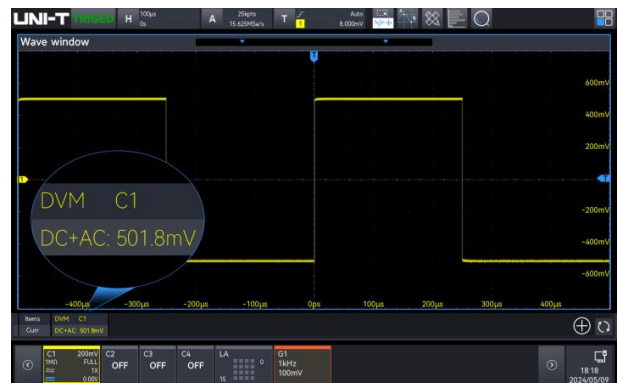 UNI-T TRIGED H 100μs 0s A 25kpts 15.625MSa/s T 1 Auto 8.000mV
Wave window
T
600mV
400mV
200mV
1 T
-200mV
-400mV
-600mV
DVM C1
DC+AC: 501.8mV
-400μs -300μs -200μs -100μs 0ps 100μs 200μs 300μs 400μs
Items DVM C1
Curr DC+AC: 501.8mV
C1 200mV C2 C3 C4 LA G1
1MΩ FULL OFF OFF OFF 0 1kHz
1X 100mV
0.00V 15
18:18
2024/05/09